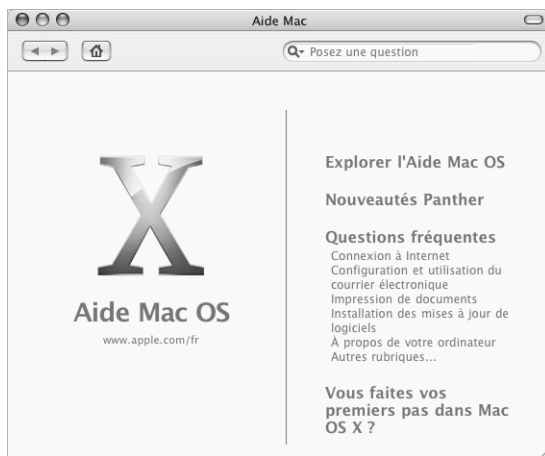 Aide Mac
Posez une question
X
Aide Mac OS
www.apple.com/fr
Explorer l'Aide Mac OS
Nouveautés Panther
Questions fréquentes
Connexion à Internet
Configuration et utilisation du
courrier électronique
Impression de documents
Installation des mises à jour de
logiciels
À propos de votre ordinateur
Autres rubriques...
Vous faites vos
premiers pas dans Mac
OS X ?